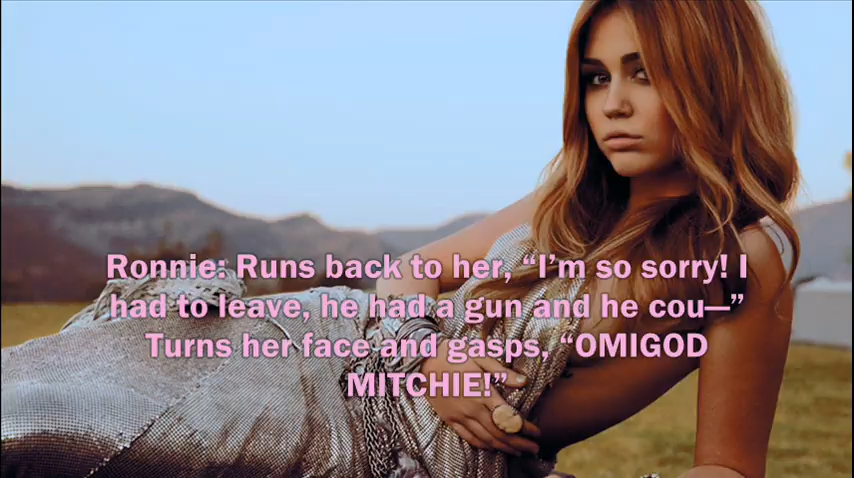 Ronnie: Runs back to her, “I’m so sorry! I
had to leave, he had a gun and he cou—”
Turns her face and gasps, “OMIGOD
MITCHIE!”